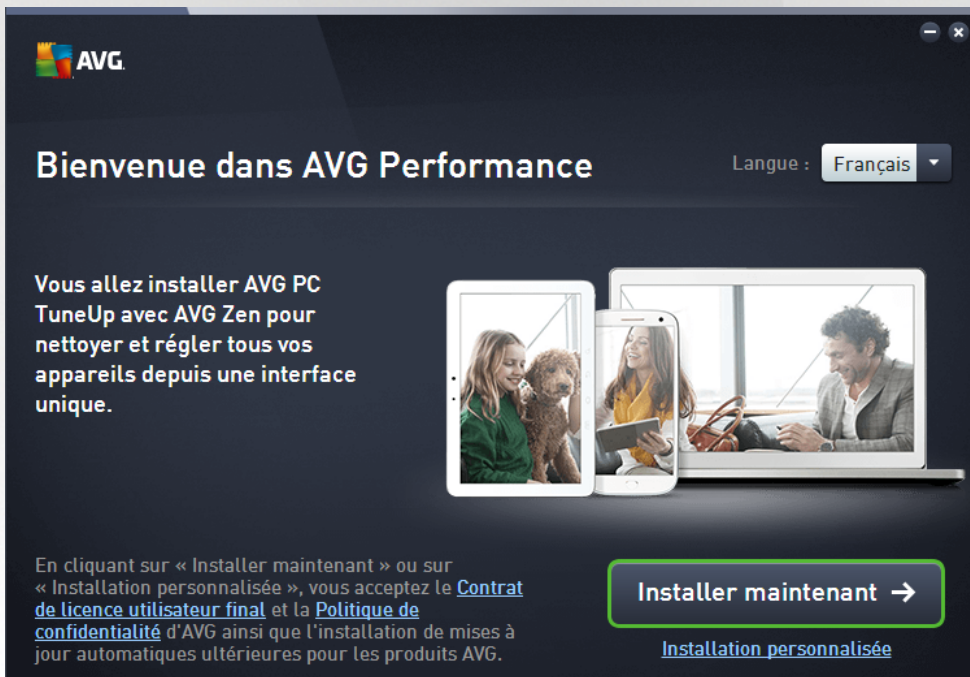 AVG.
Bienvenue dans AVG Performance
Langue :
Français
Vous allez installer AVG PC
TuneUp avec AVG Zen pour
nettoyer et régler tous vos
appareils depuis une interface
unique.
En cliquant sur « Installer maintenant » ou sur
« Installation personnalisée », vous acceptez le Contrat
de licence utilisateur final et la Politique de
confidentialité d'AVG ainsi que l'installation de mises à
jour automatiques ultérieures pour les produits AVG.
Installer maintenant →
Installation personnalisée